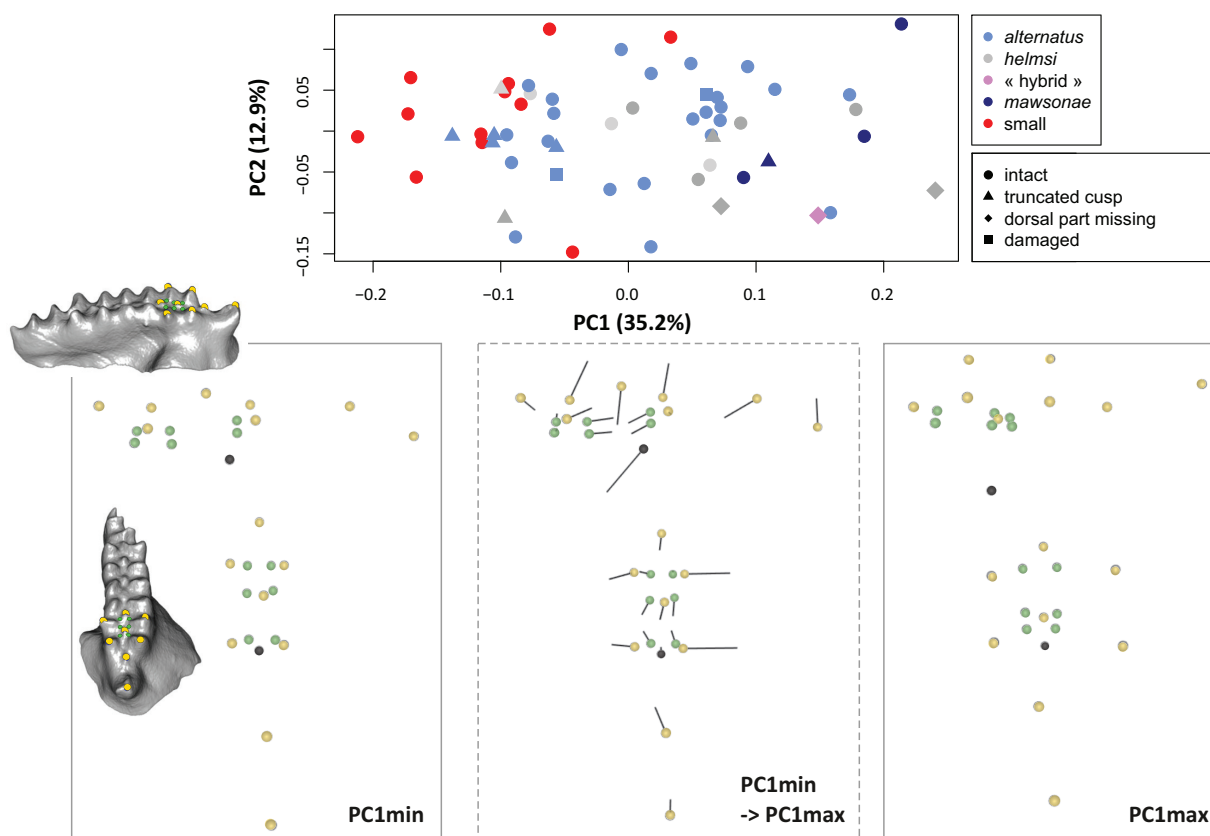 PC2 (12.9%)
0.05
−0.05
−0.15
−0.2
−0.1
0.0
0.1
0.2
PC1 (35.2%)
alternatus
helmsi
« hybrid »
mawsonae
small
intact
truncated cusp
dorsal part missing
damaged
PC1min
PC1min
-> PC1max
PC1max